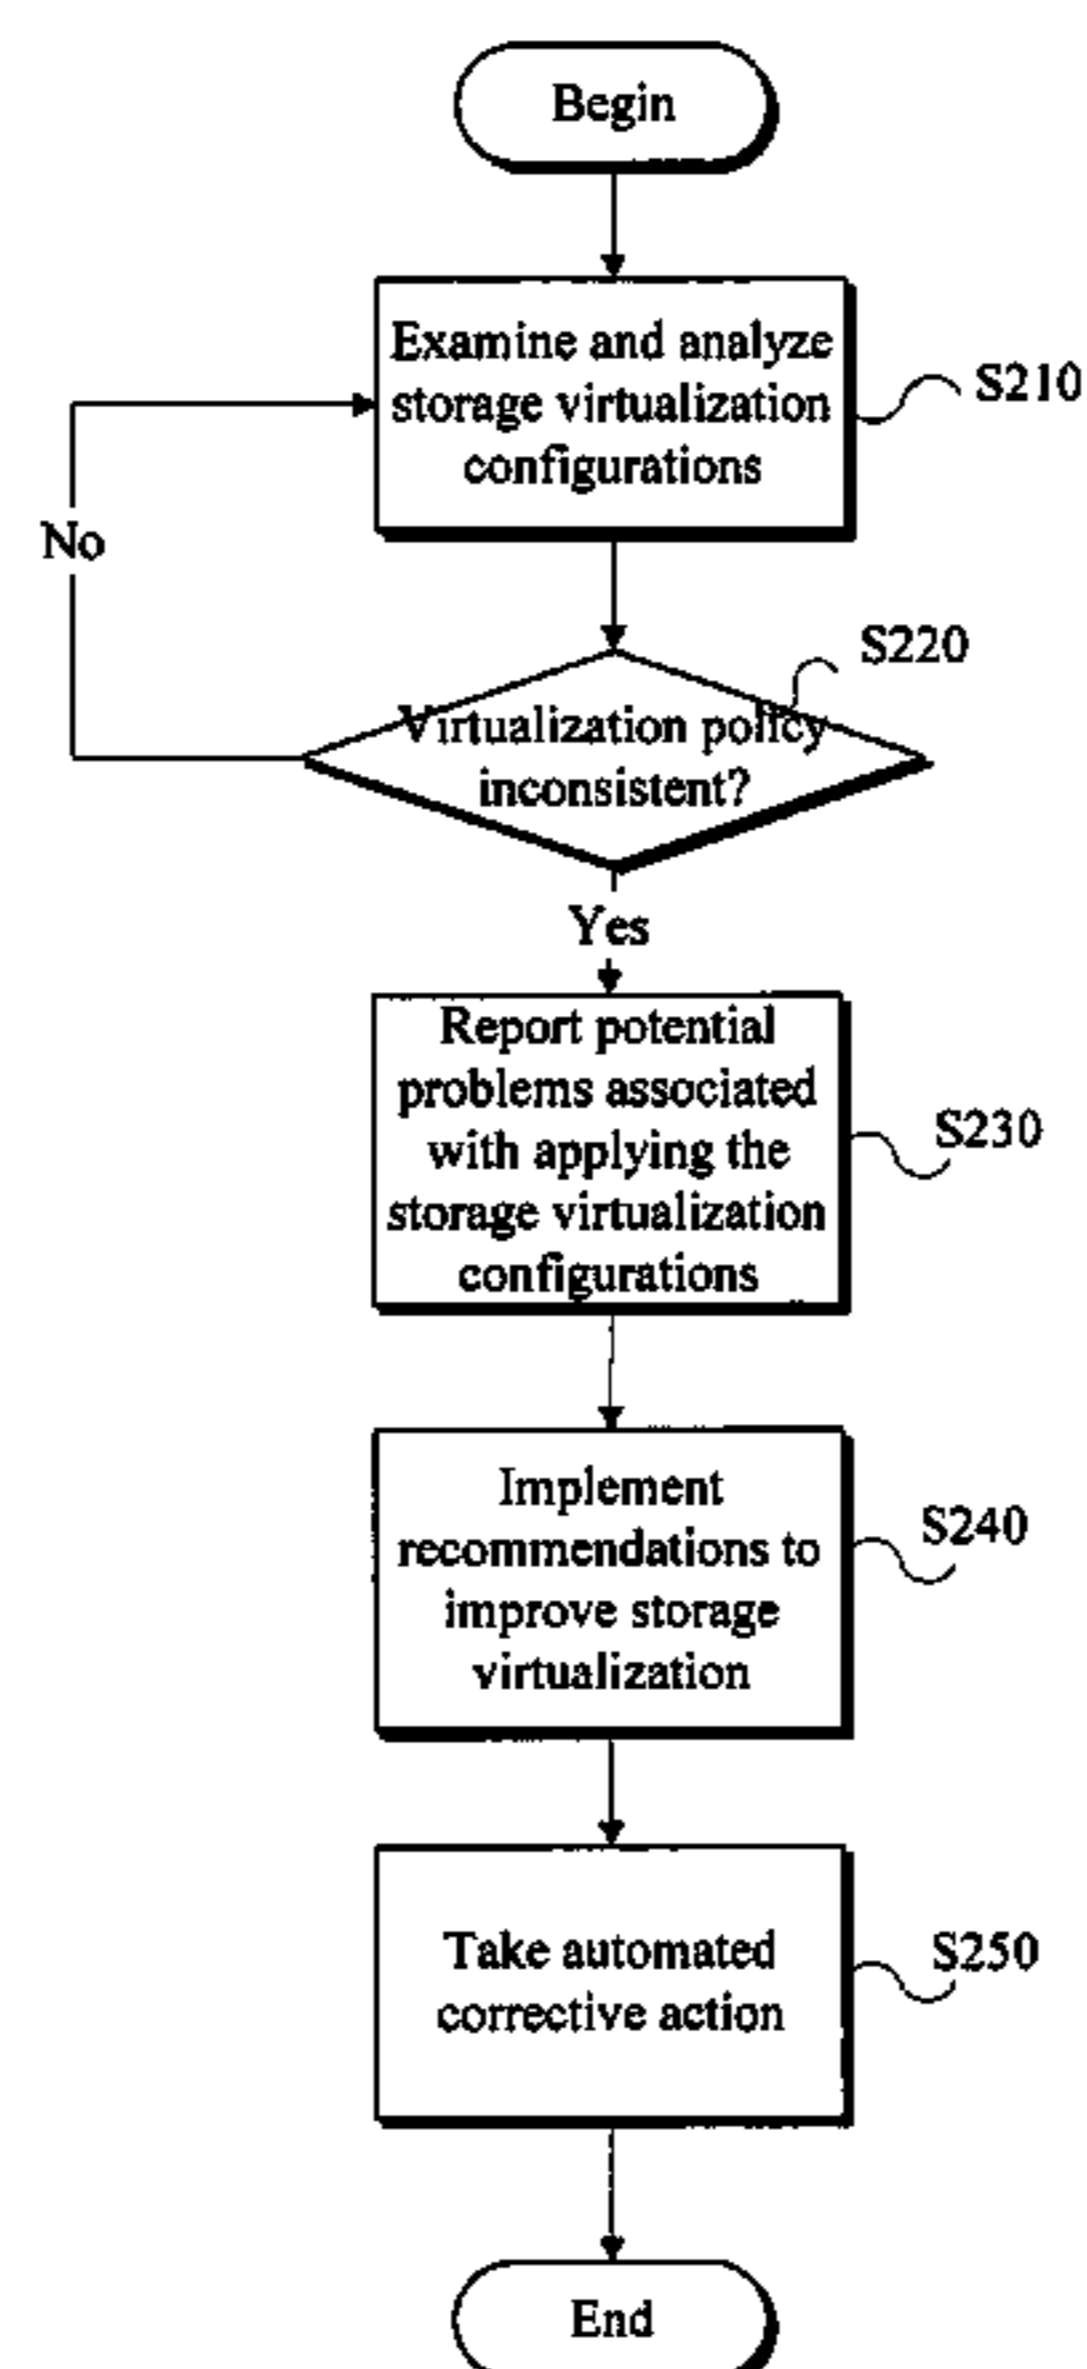 Begin
Examine and analyze
storage virtualization
configurations
S210
No
S220
Virtualization policy
inconsistent?
Yes
Report potential
problems associated
with applying the
storage virtualization
configurations
S230
Implement
recommendations to
improve storage
virtualization
S240
Take automated
corrective action
S250
End